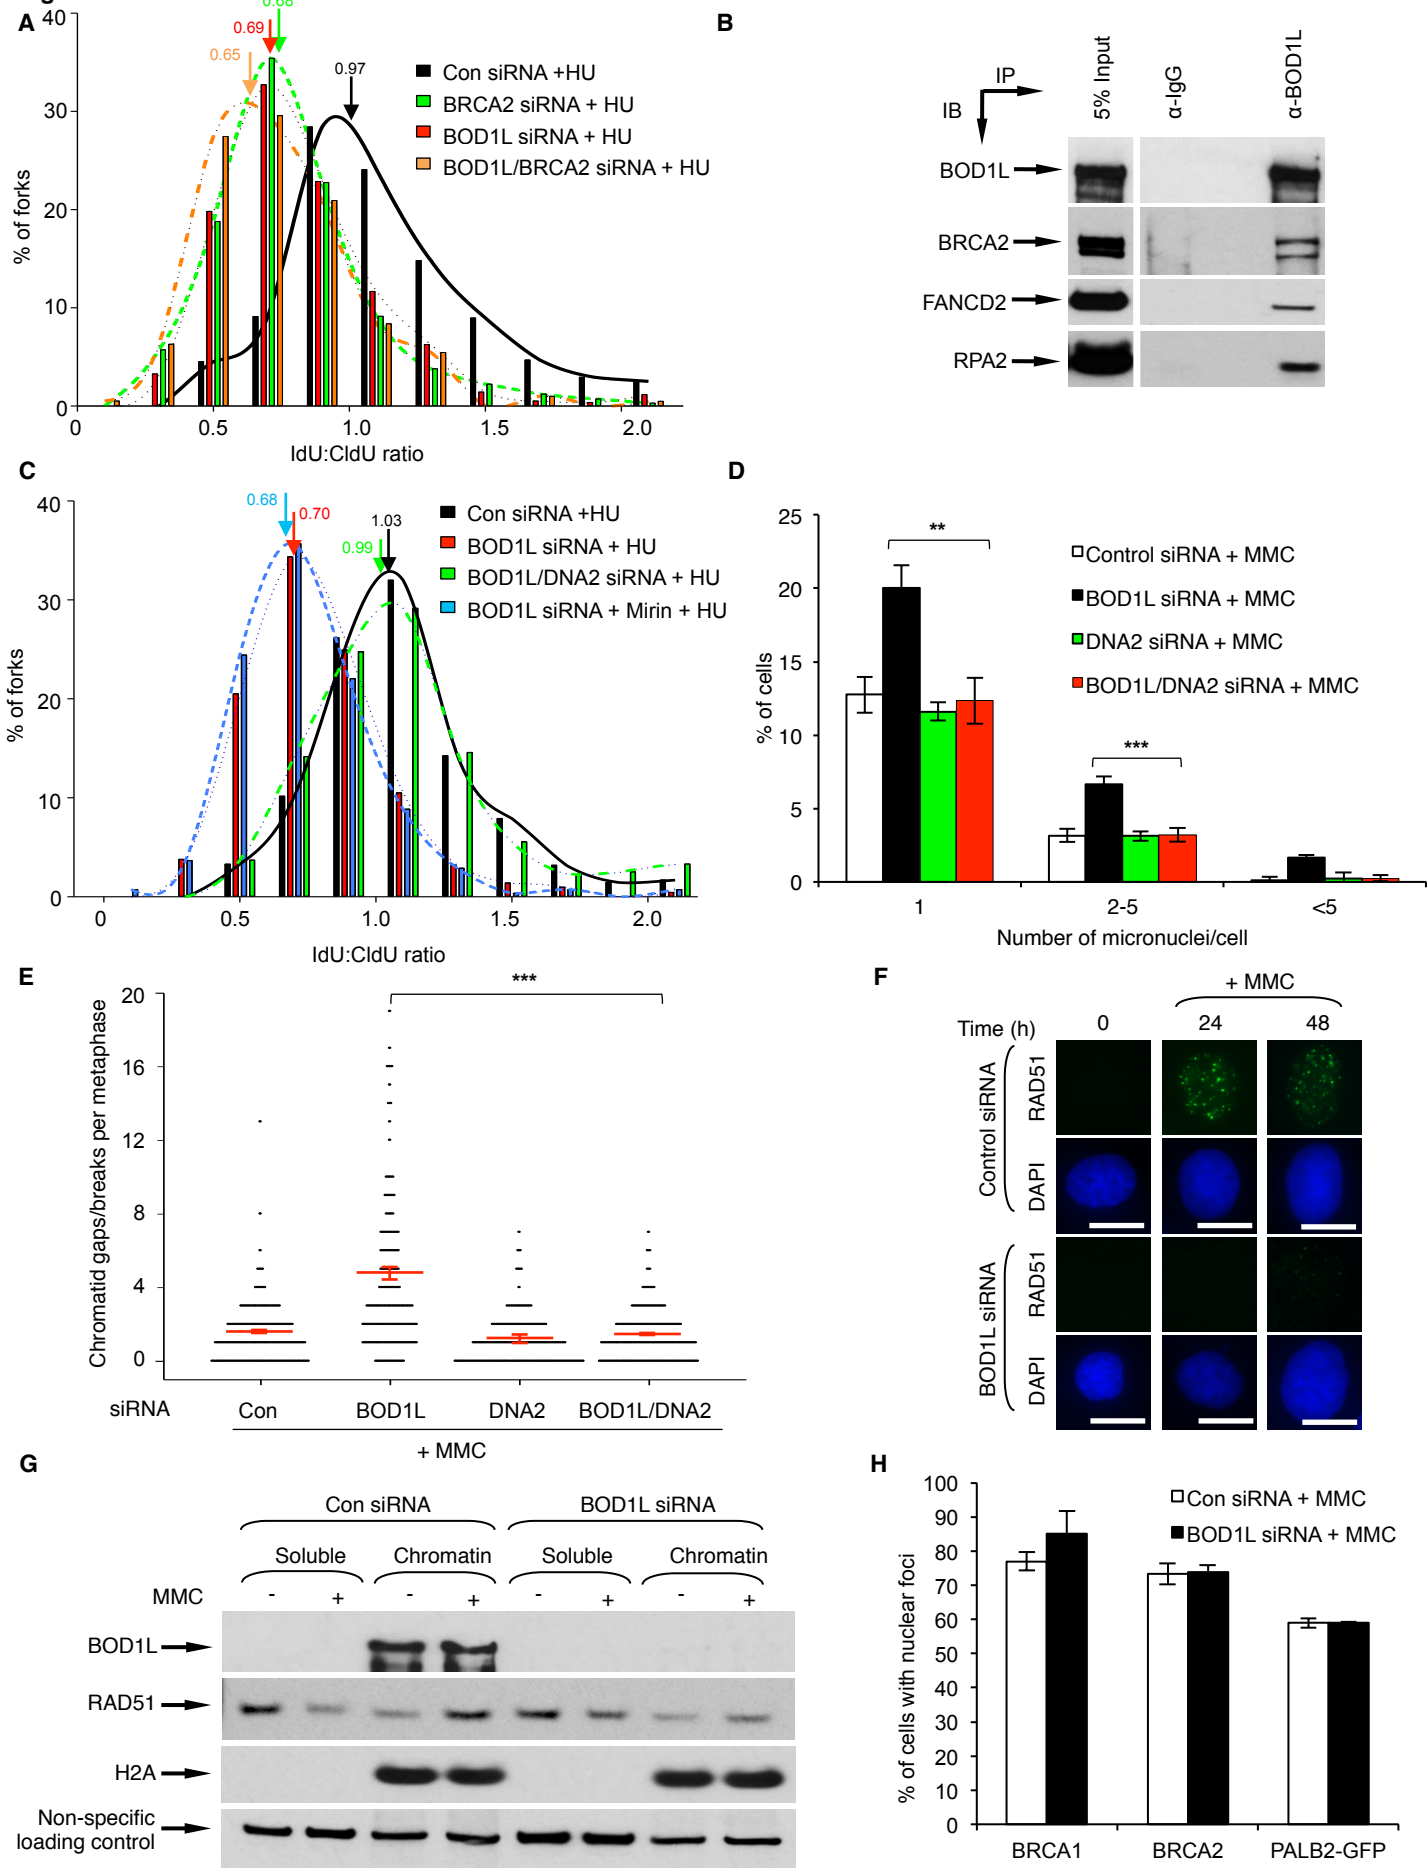 A
40
30
20
10
0
% of forks
0.68
0.69
0.65
0.97
Con siRNA +HU
BRCA2 siRNA + HU
BOD1L siRNA + HU
BOD1L/BRCA2 siRNA + HU
0 0.5 1.0 1.5 2.0
IdU:CldU ratio
B
IP
IB
5% Input
α-IgG
α-BOD1L
BOD1L
BRCA2
FANCD2
RPA2
C
40
30
20
10
0
% of forks
0.68
0.70
0.99
1.03
Con siRNA +HU
BOD1L siRNA + HU
BOD1L/DNA2 siRNA + HU
BOD1L siRNA + Mirin + HU
0 0.5 1.0 1.5 2.0
IdU:CldU ratio
D
25
20
15
10
5
0
% of cells
**
***
Control siRNA + MMC
BOD1L siRNA + MMC
DNA2 siRNA + MMC
BOD1L/DNA2 siRNA + MMC
1 2-5 <5
Number of micronuclei/cell
E
***
20
16
12
8
4
0
Chromatid gaps/breaks per metaphase
siRNA Con BOD1L DNA2 BOD1L/DNA2
+ MMC
F
+ MMC
Time (h) 0 24 48
Control siRNA
RAD51
DAPI
BOD1L siRNA
RAD51
DAPI
G
Con siRNA BOD1L siRNA
Soluble Chromatin Soluble Chromatin
MMC - + - + - + - +
BOD1L
RAD51
H2A
Non-specific
loading control
H
100
90
80
70
60
50
40
30
20
10
0
% of cells with nuclear foci
Con siRNA + MMC
BOD1L siRNA + MMC
BRCA1 BRCA2 PALB2-GFP